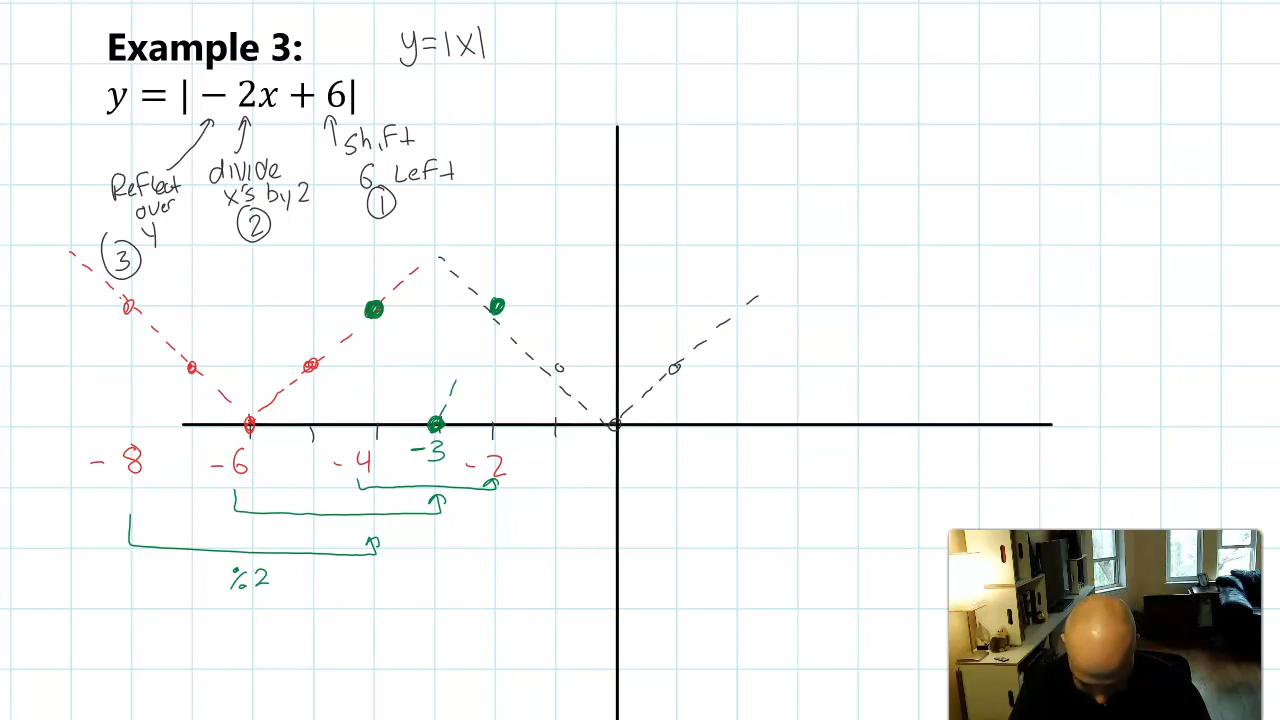 Example 3:
y = |x|
y = | − 2x + 6|
Reflect
over
y
3
divide
x's by 2
2
shift
6 Left
1
- 8
- 6
- 4
- 3
- 2
% 2